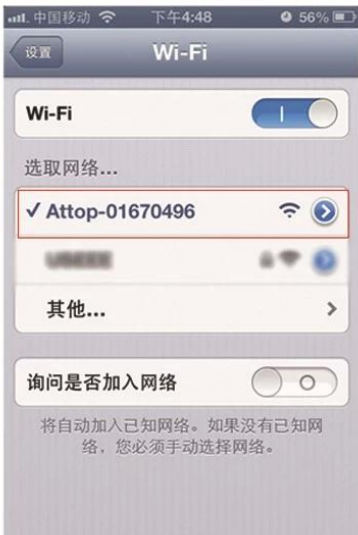 中国移动 下午4:48 56%
设置 Wi-Fi
Wi-Fi
选取网络...
✓ Attop-01670496
其他...
询问是否加入网络
将自动加入已知网络。如果没有已知网
络，您必须手动选择网络。